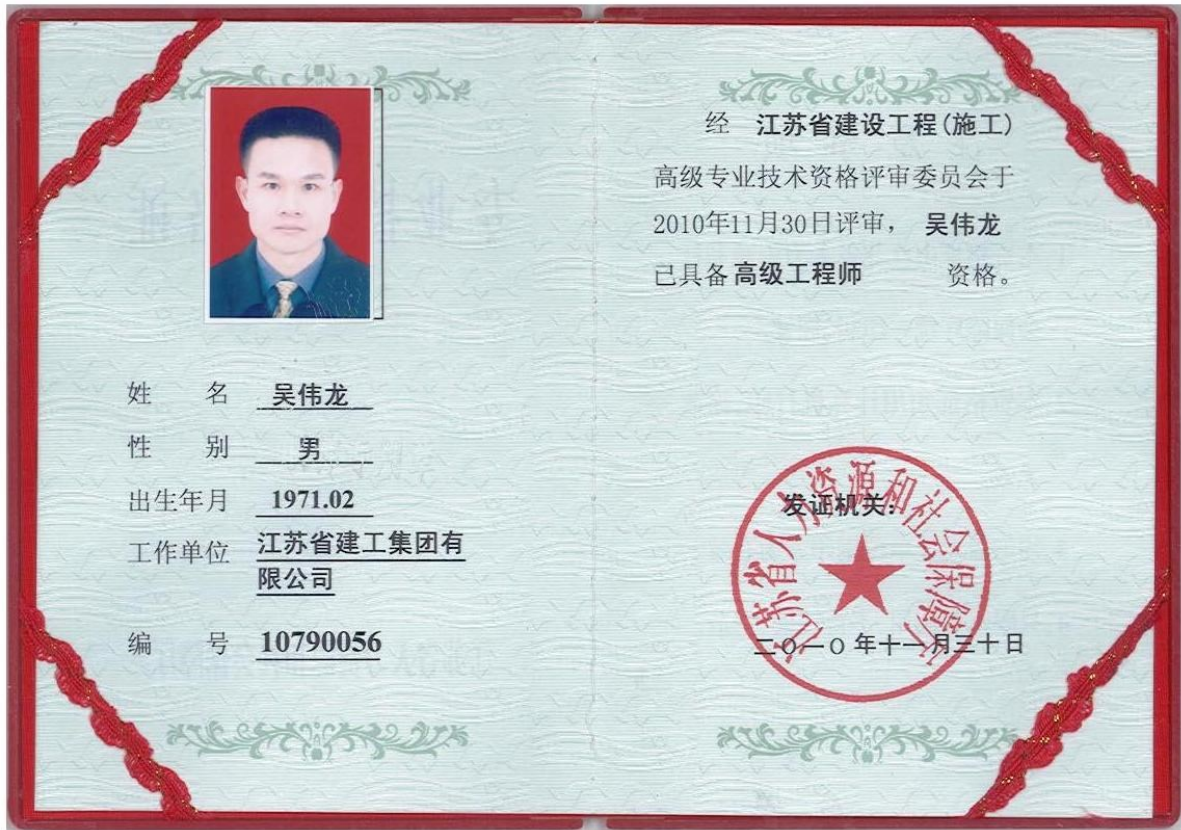 姓 名 吴伟龙
性 别 男
出生年月 1971.02
工作单位 江苏省建工集团有
限公司
编 号 10790056
经 江苏省建设工程(施工)
高级专业技术资格评审委员会于
2010年11月30日评审， 吴伟龙
已具备 高级工程师 资格。
江苏省人力资源和社会保障厅
发证机关：
二〇一〇年十一月三十日